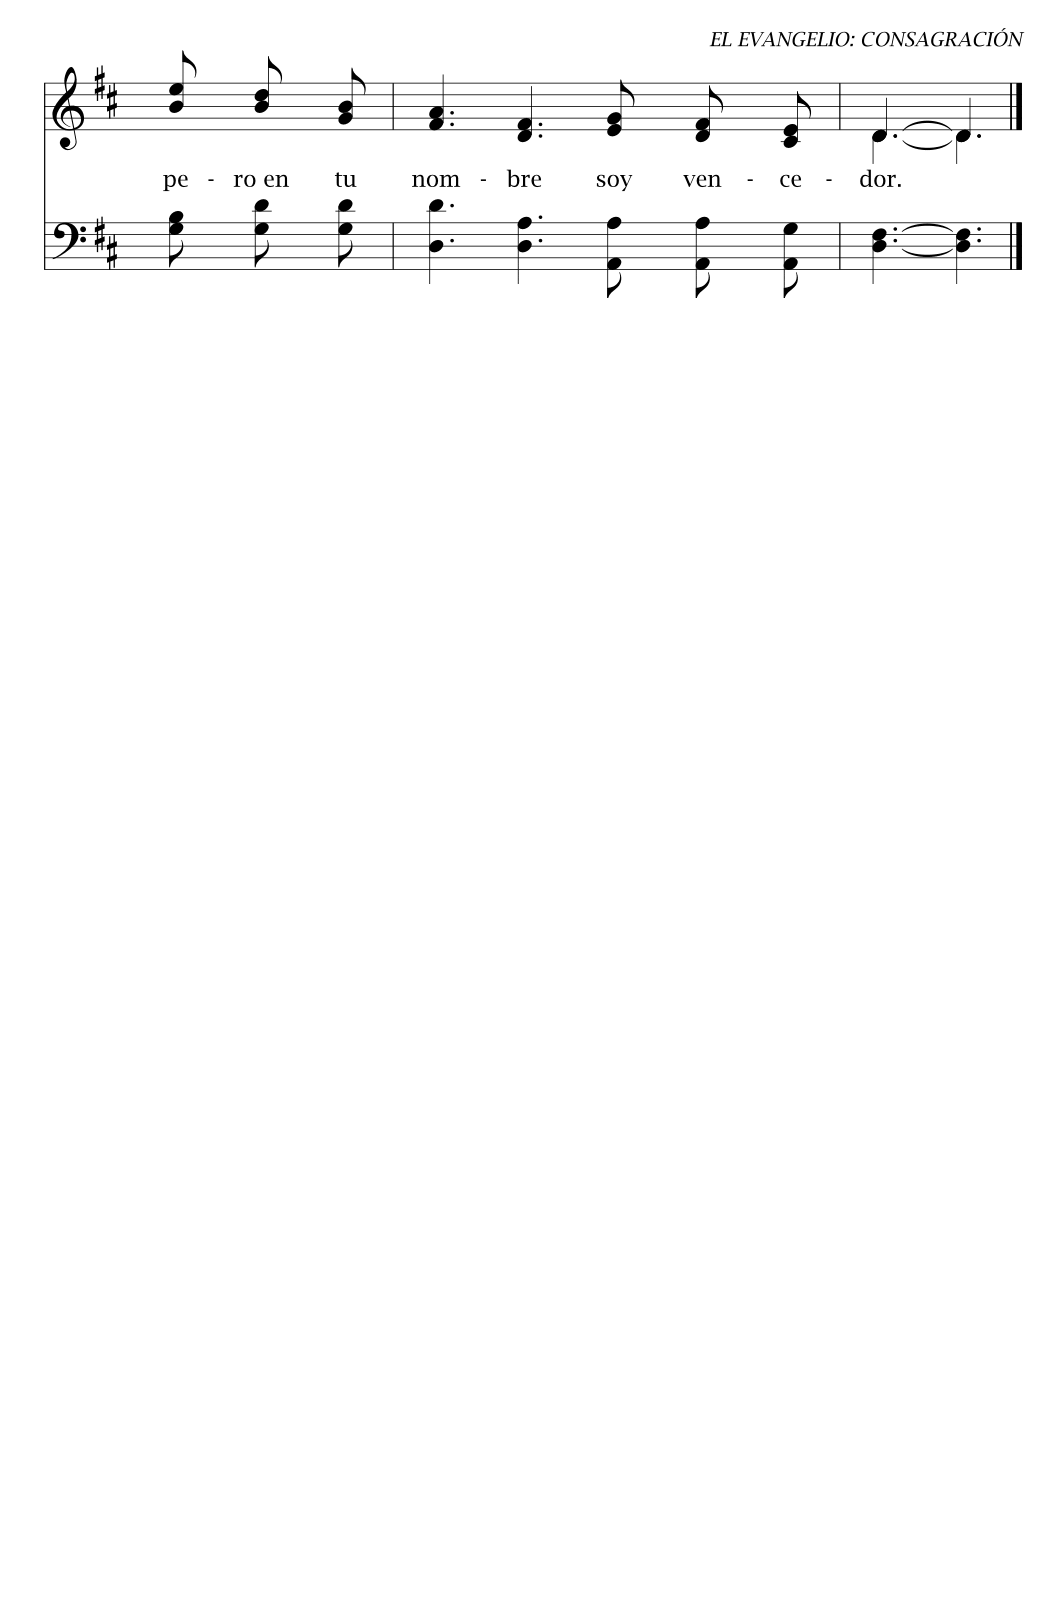 EL EVANGELIO: CONSAGRACIÓN
pe - ro en tu nom - bre soy ven - ce - dor.